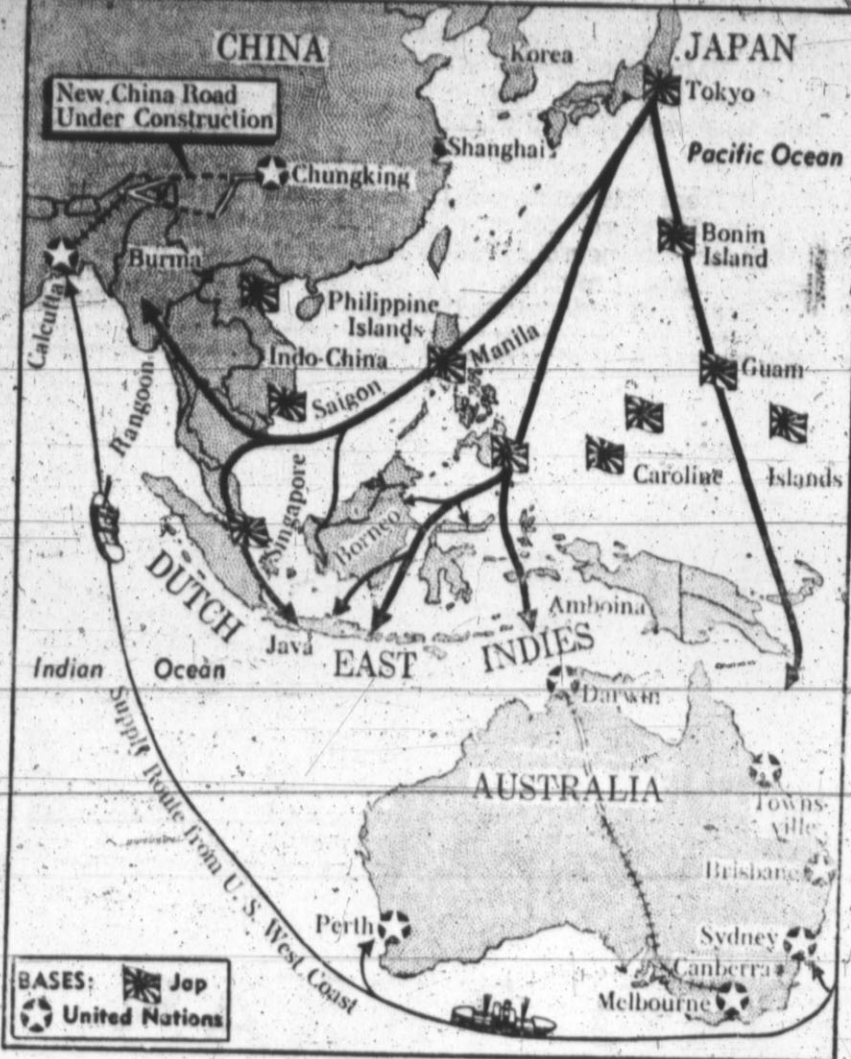 CHINA
Korea
JAPAN
Tokyo
New China Road
Under Construction
Shanghai
Pacific Ocean
Chungking
Burma
Bonin
Island
Calcutta
Philippine
Islands
Manila
Indo-China
Guam
Rangoon
Saigon
Singapore
Caroline Islands
Borneo
DUTCH
EAST
INDIES
Amboina
Java
Indian Ocean
Darwin
Supply Route from U. S. West Coast
AUSTRALIA
Towns-
ville
Brisbane
Perth
Sydney
Canberra
Melbourne
BASES: Jap
United Nations